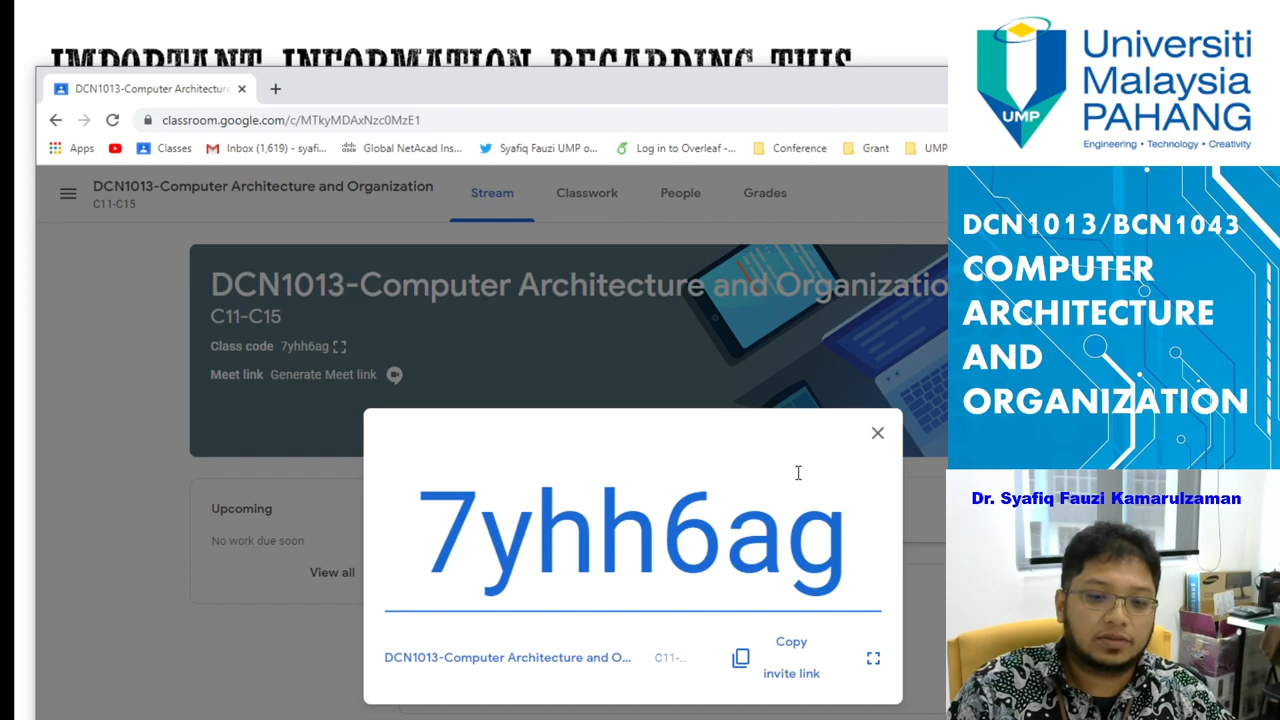 IMPORTANT INFORMATION REGARDING THIS
DCN1013-Computer Architecture
classroom.google.com/c/MTkyMDAxNzc0MzE1
Apps Classes Inbox (1,619) - syafi... Global NetAcad Ins... Syafiq Fauzi UMP o... Log in to Overleaf -... Conference Grant UMP
DCN1013-Computer Architecture and Organization
C11-C15
Stream Classwork People Grades
DCN1013-Computer Architecture and Organizatio
C11-C15
Class code 7yhh6ag
Meet link Generate Meet link
Upcoming
No work due soon
View all
7yhh6ag
DCN1013-Computer Architecture and O... C11-...
Copy
invite link
Universiti
Malaysia
PAHANG
Engineering • Technology • Creativity
UMP
DCN1013/BCN1043
COMPUTER
ARCHITECTURE
AND
ORGANIZATION
Dr. Syafiq Fauzi Kamarulzaman